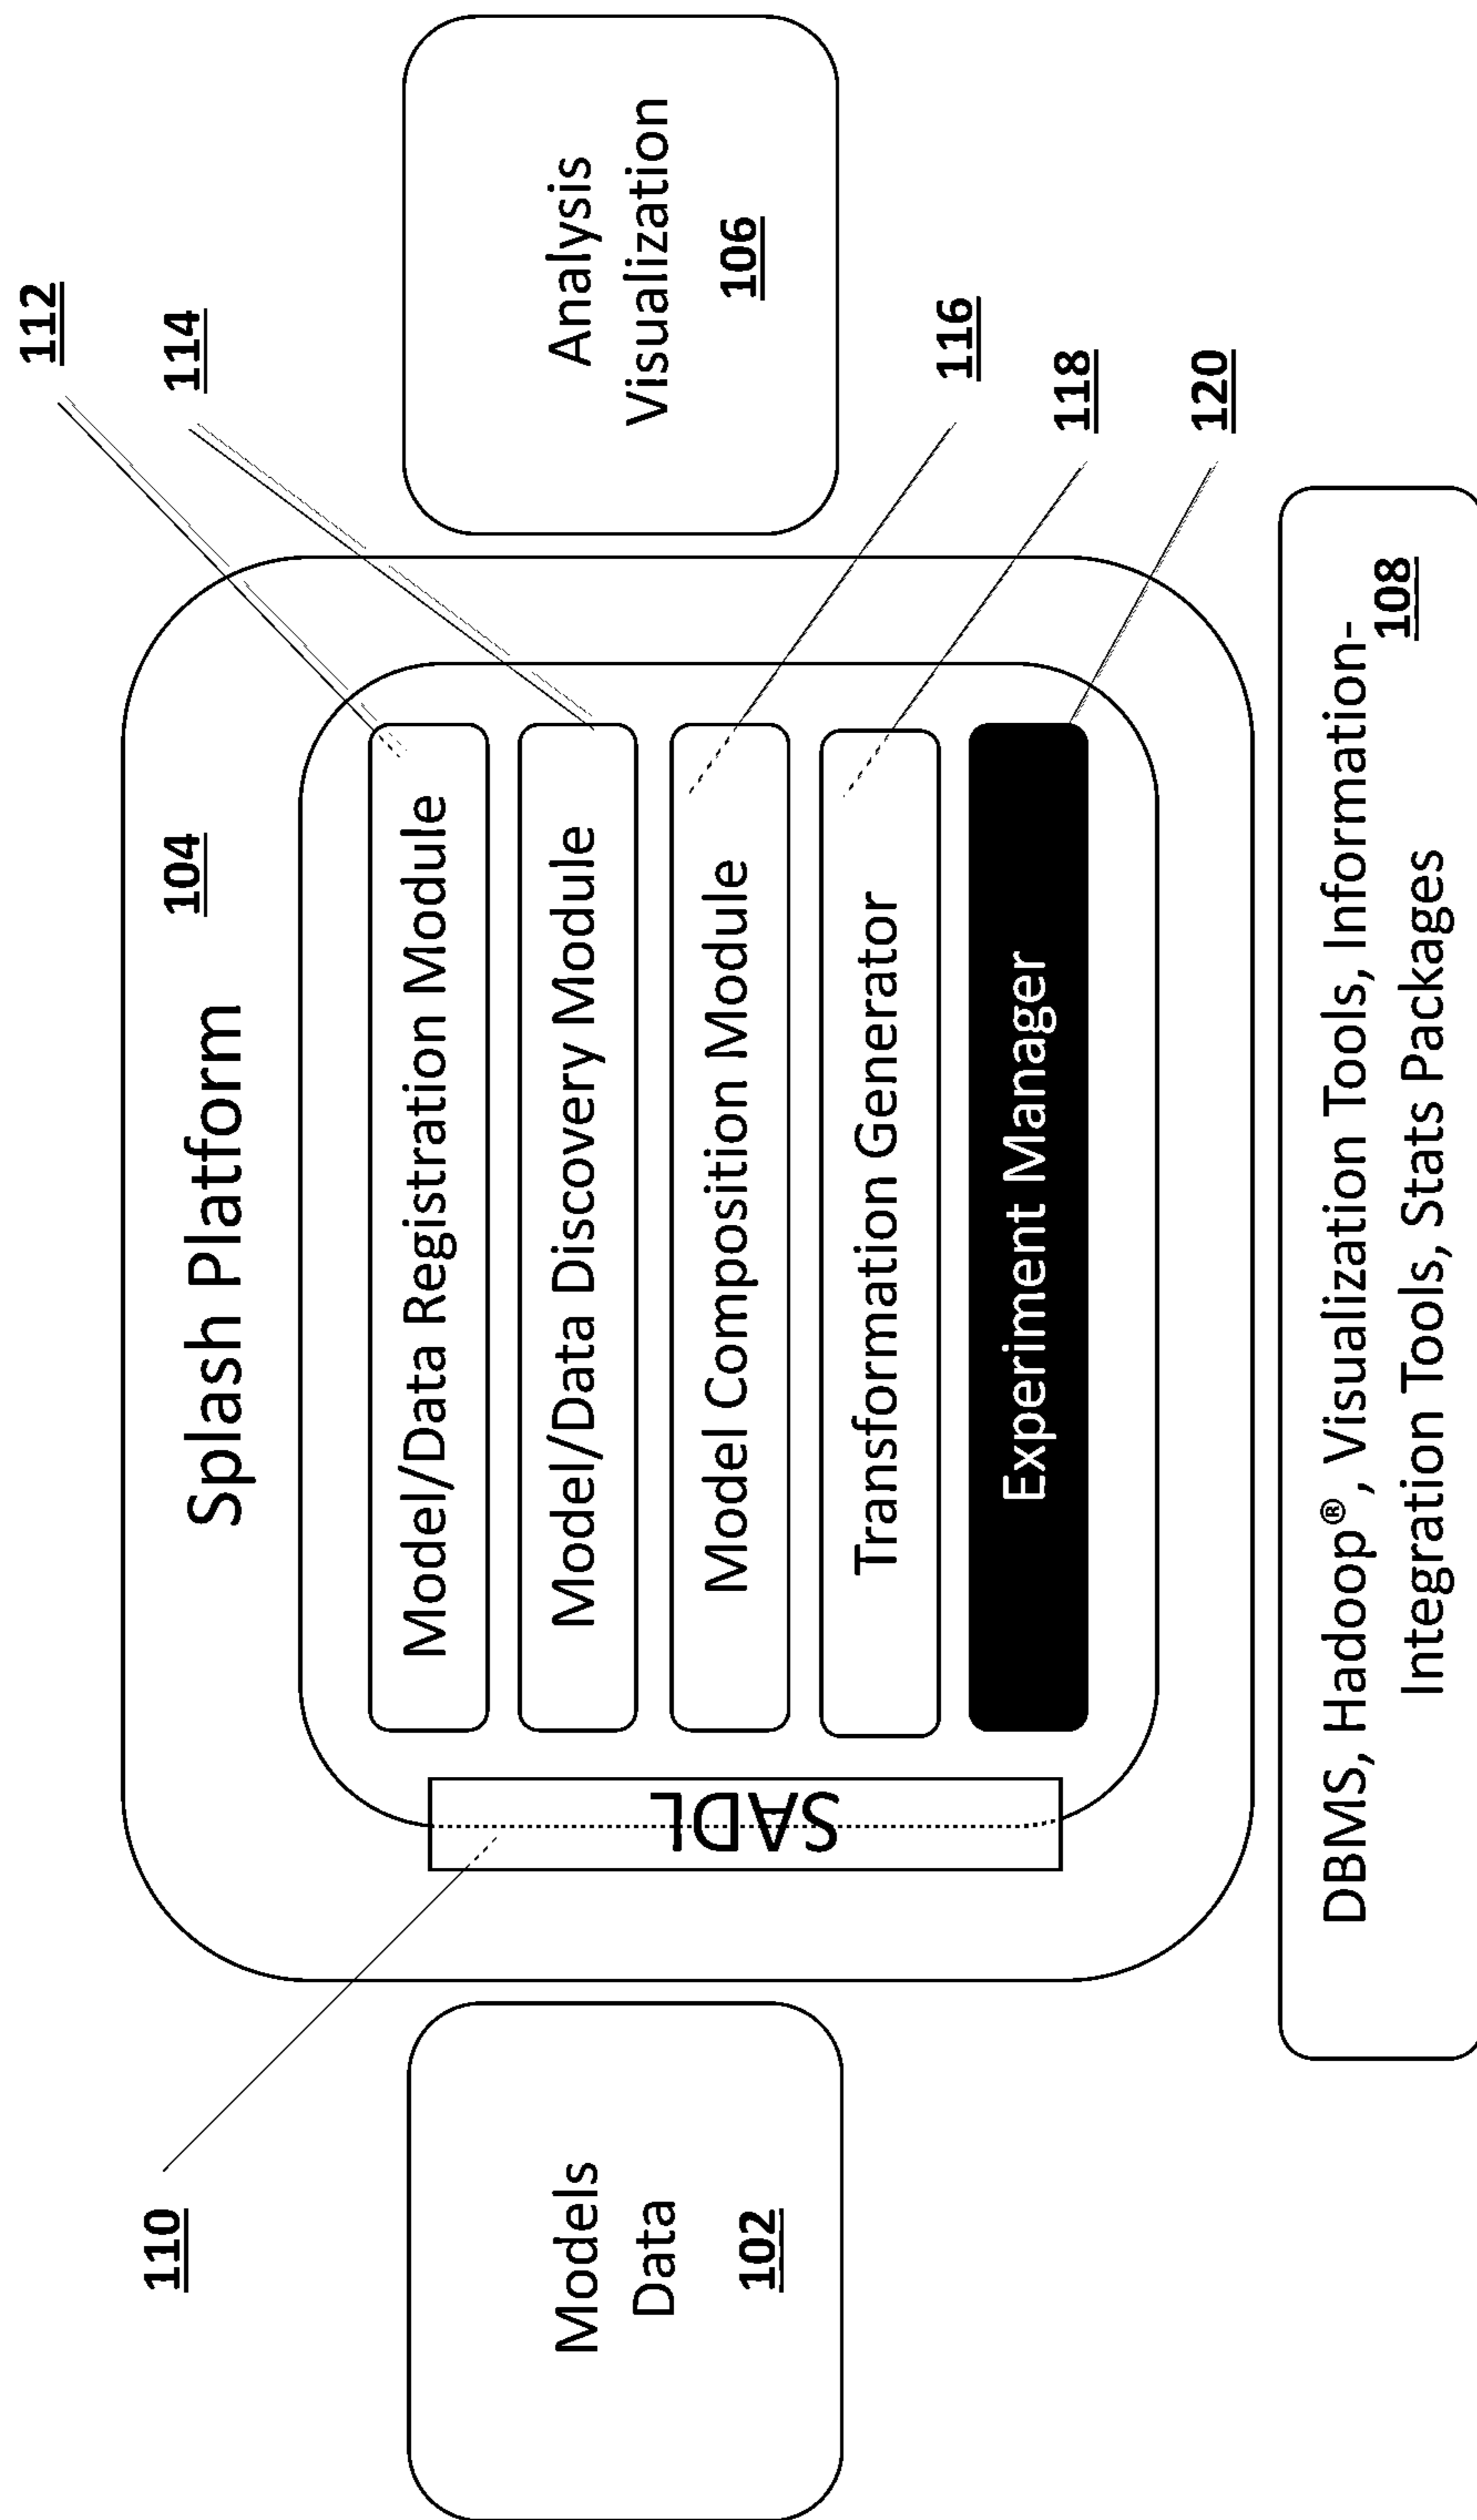 112
114
Splash Platform
104
Model/Data Registration Module
Model/Data Discovery Module
Model Composition Module
Transformation Generator
Experiment Manager
SADL
110
Models
Data
102
Analysis
Visualization
106
116
118
120
DBMS, Hadoop®, Visualization Tools, Information-
Integration Tools, Stats Packages
108